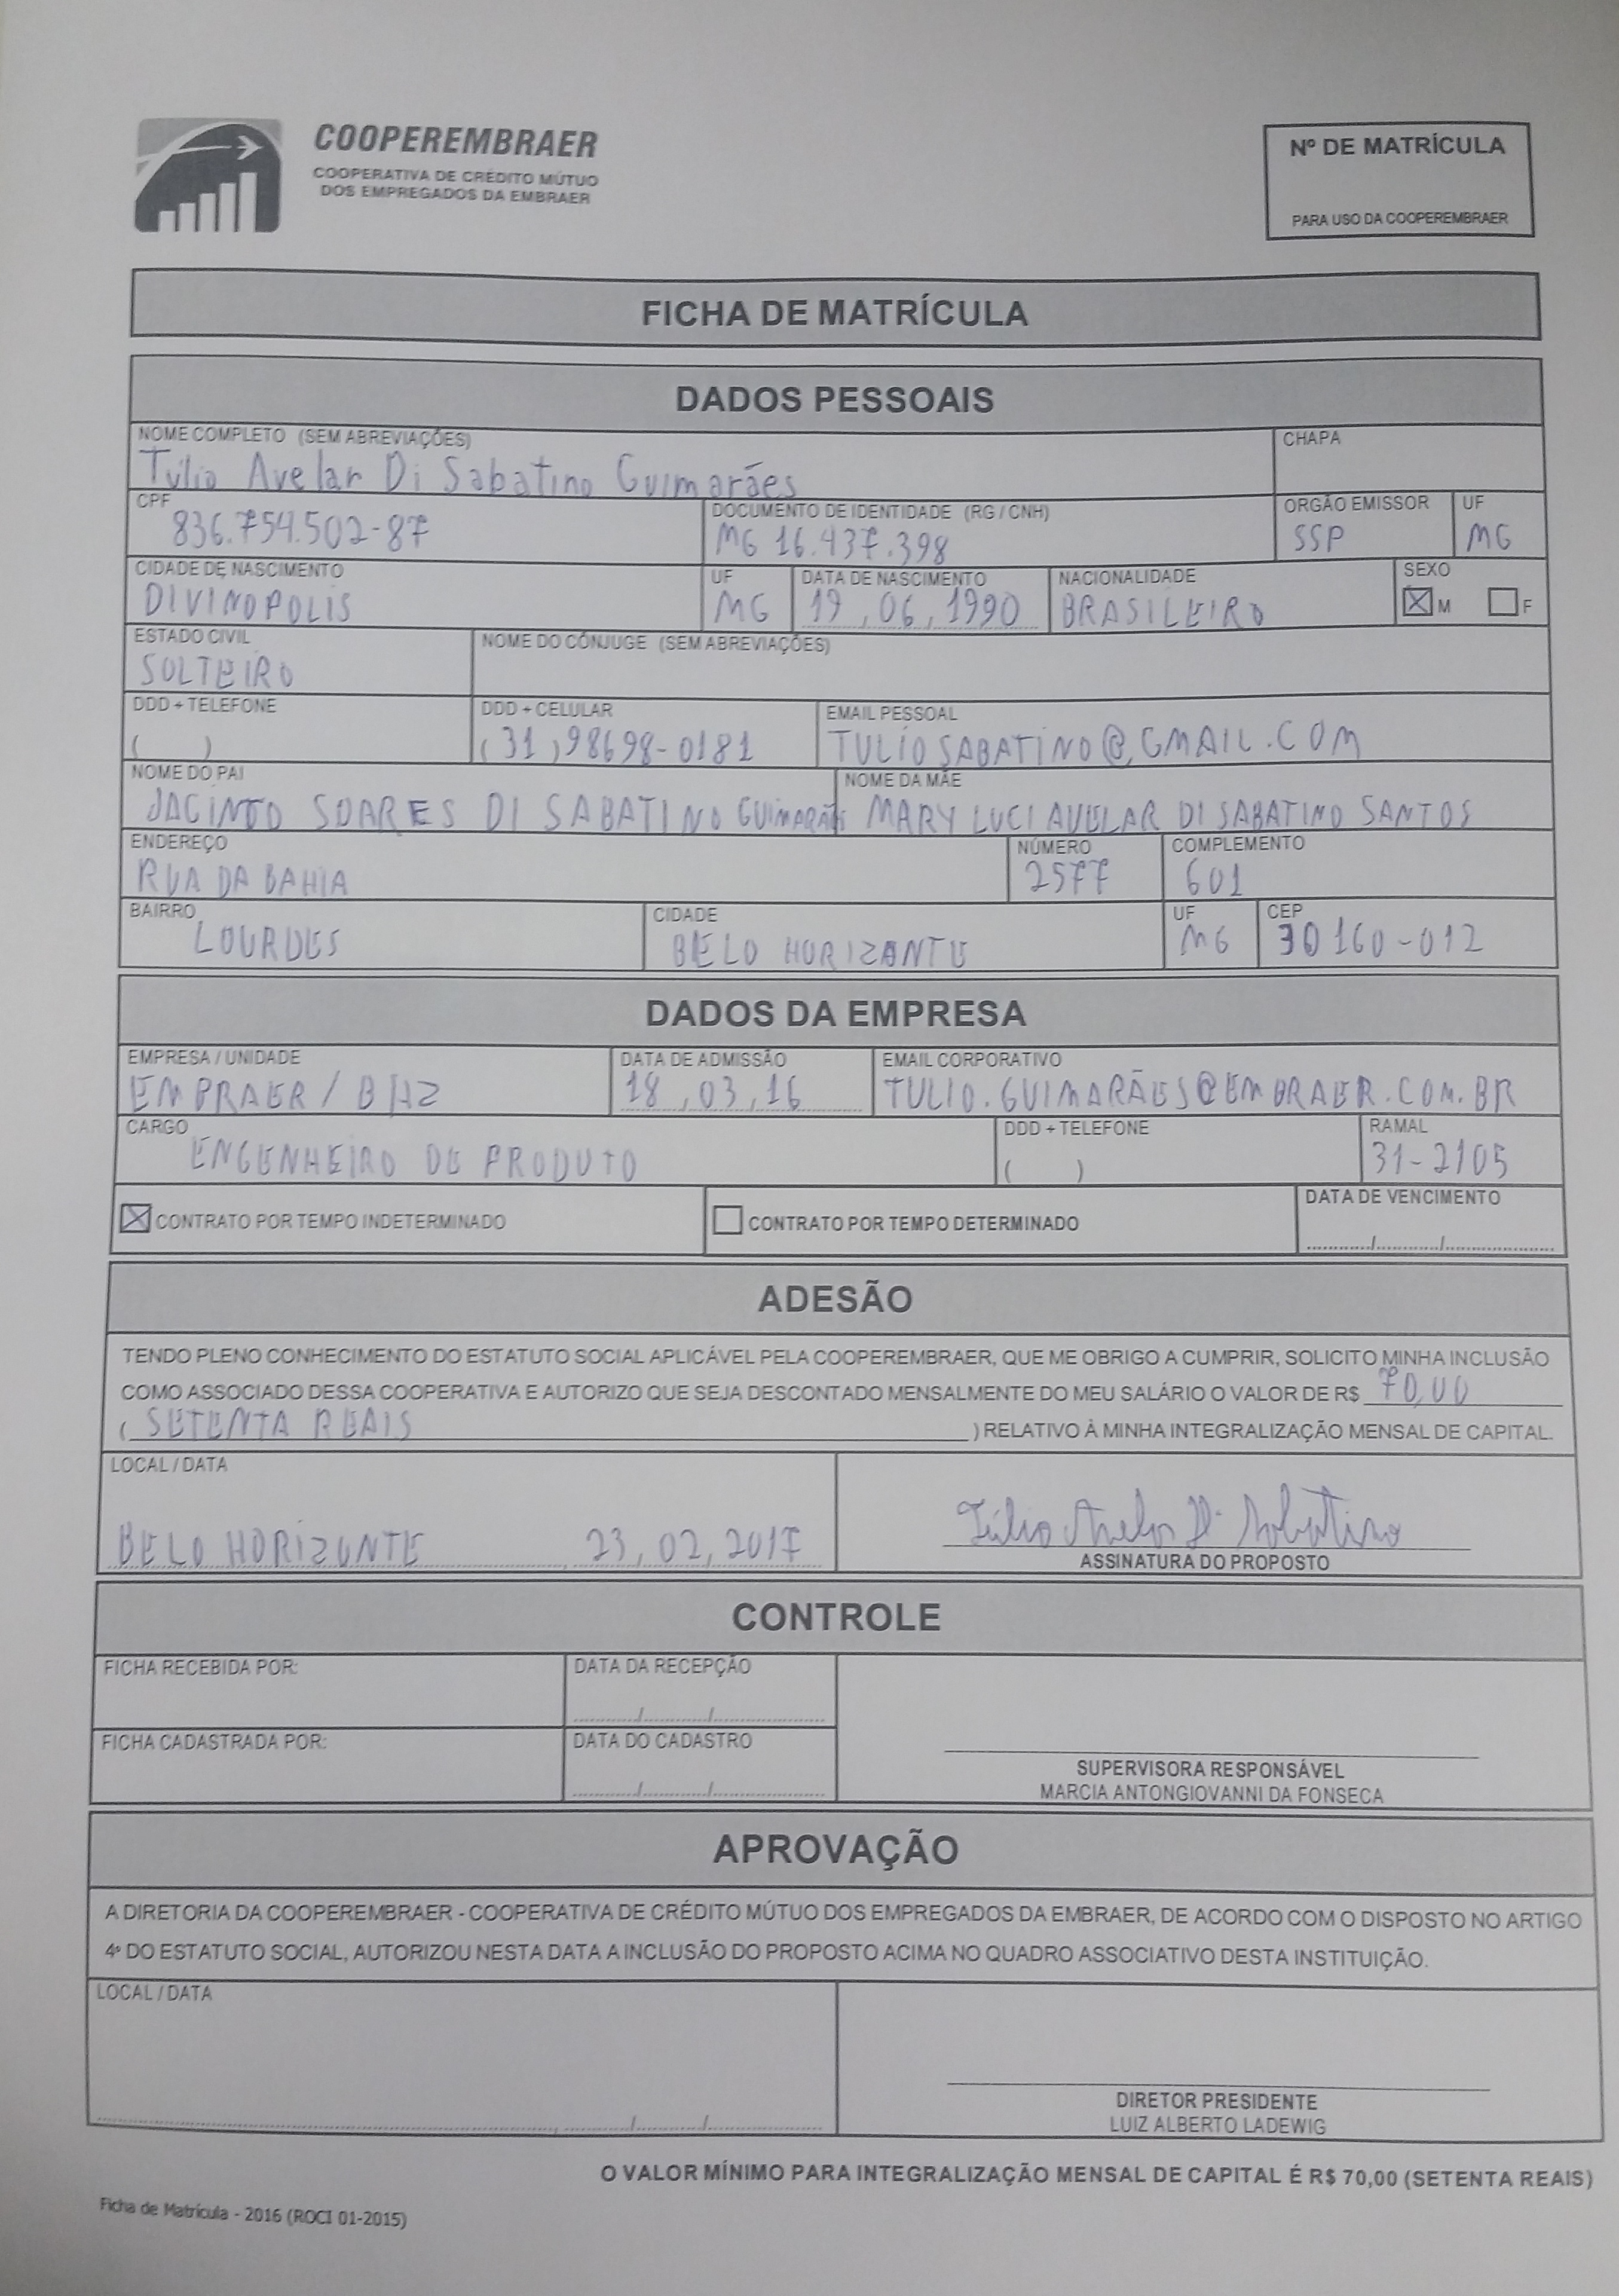 COOPEREMBRAER
COOPERATIVA DE CRÉDITO MÚTUO
DOS EMPREGADOS DA EMBRAER
Nº DE MATRÍCULA
PARA USO DA COOPEREMBRAER
FICHA DE MATRÍCULA
DADOS PESSOAIS
NOME COMPLETO (SEM ABREVIAÇÕES) CHAPA
Túlio Avelar Di Sabatino Guimarães
CPF DOCUMENTO DE IDENTIDADE (RG / CNH) ORGÃO EMISSOR UF
836.754.502-87 MG 16.437.398 SSP MG
CIDADE DE NASCIMENTO UF DATA DE NASCIMENTO NACIONALIDADE SEXO
DIVINOPOLIS MG 19,06,1990 BRASILEIRO M F
ESTADO CIVIL NOME DO CÔNJUGE (SEM ABREVIAÇÕES)
SOLTEIRO
DDD + TELEFONE DDD + CELULAR EMAIL PESSOAL
( ) (31)98698-0181 TULIOSABATINO@GMAIL.COM
NOME DO PAI NOME DA MÃE
JACINTO SOARES DI SABATINO GUIMARÃES MARY LUCI AVELAR DI SABATINO SANTOS
ENDEREÇO NÚMERO COMPLEMENTO
RUA DA BAHIA 2577 601
BAIRRO CIDADE UF CEP
LOURDES BELO HORIZANTE MG 30160-012
DADOS DA EMPRESA
EMPRESA / UNIDADE DATA DE ADMISSÃO EMAIL CORPORATIVO
EMBRAER / BHZ 18,03,16 TULIO.GUIMARÃES@EMBRAER.COM.BR
CARGO DDD + TELEFONE RAMAL
ENGENHEIRO DE PRODUTO ( ) 31-2105
CONTRATO POR TEMPO INDETERMINADO CONTRATO POR TEMPO DETERMINADO DATA DE VENCIMENTO
ADESÃO
TENDO PLENO CONHECIMENTO DO ESTATUTO SOCIAL APLICÁVEL PELA COOPEREMBRAER, QUE ME OBRIGO A CUMPRIR, SOLICITO MINHA INCLUSÃO
COMO ASSOCIADO DESSA COOPERATIVA E AUTORIZO QUE SEJA DESCONTADO MENSALMENTE DO MEU SALÁRIO O VALOR DE R$ 70,00
( SETENTA REAIS ) RELATIVO À MINHA INTEGRALIZAÇÃO MENSAL DE CAPITAL.
LOCAL / DATA
BELO HORIZONTE 23,02,2017 Túlio Avelar D. Sabatino
ASSINATURA DO PROPOSTO
CONTROLE
FICHA RECEBIDA POR: DATA DA RECEPÇÃO
FICHA CADASTRADA POR: DATA DO CADASTRO
SUPERVISORA RESPONSÁVEL
MARCIA ANTONGIOVANNI DA FONSECA
APROVAÇÃO
A DIRETORIA DA COOPEREMBRAER - COOPERATIVA DE CRÉDITO MÚTUO DOS EMPREGADOS DA EMBRAER, DE ACORDO COM O DISPOSTO NO ARTIGO
4º DO ESTATUTO SOCIAL, AUTORIZOU NESTA DATA A INCLUSÃO DO PROPOSTO ACIMA NO QUADRO ASSOCIATIVO DESTA INSTITUIÇÃO.
LOCAL / DATA
DIRETOR PRESIDENTE
LUIZ ALBERTO LADEWIG
O VALOR MÍNIMO PARA INTEGRALIZAÇÃO MENSAL DE CAPITAL É R$ 70,00 (SETENTA REAIS)
Ficha de Matrícula - 2016 (ROCI 01-2015)